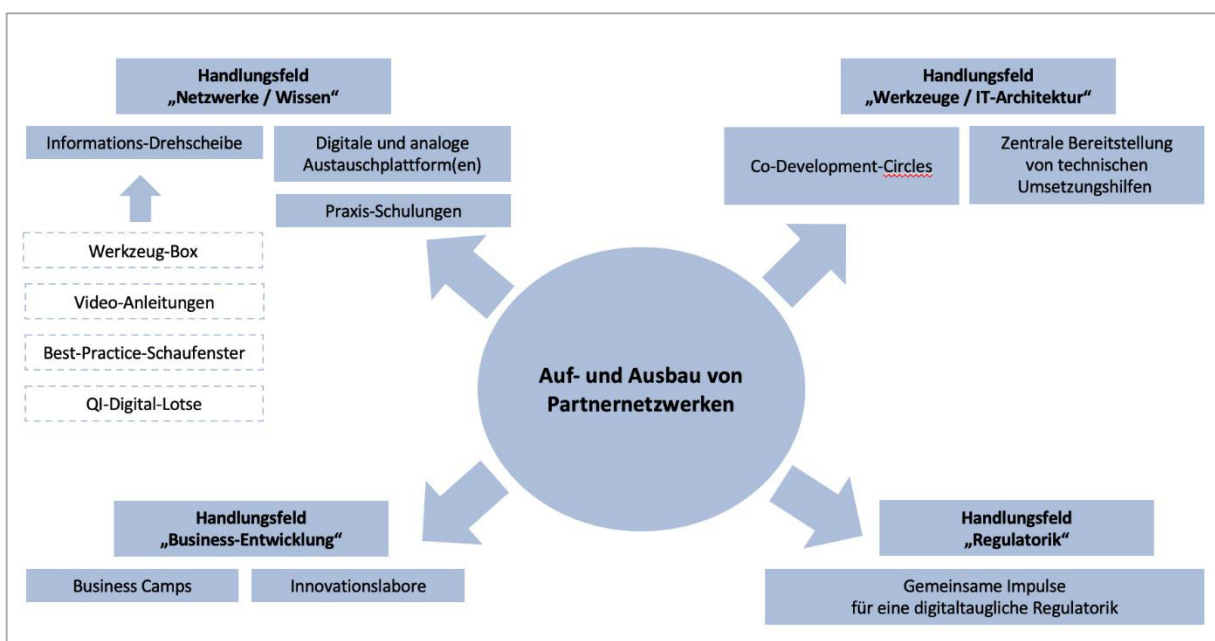 Handlungsfeld
„Netzwerke / Wissen“
Informations-Drehscheibe
Digitale und analoge
Austauschplattform(en)
Praxis-Schulungen
Werkzeug-Box
Video-Anleitungen
Best-Practice-Schaufenster
QI-Digital-Lotse
Handlungsfeld
„Werkzeuge / IT-Architektur“
Co-Development-Circles
Zentrale Bereitstellung
von technischen
Umsetzungshilfen
Auf- und Ausbau von
Partnernetzwerken
Handlungsfeld
„Business-Entwicklung“
Business Camps
Innovationslabore
Handlungsfeld
„Regulatorik“
Gemeinsame Impulse
für eine digitaltaugliche Regulatorik